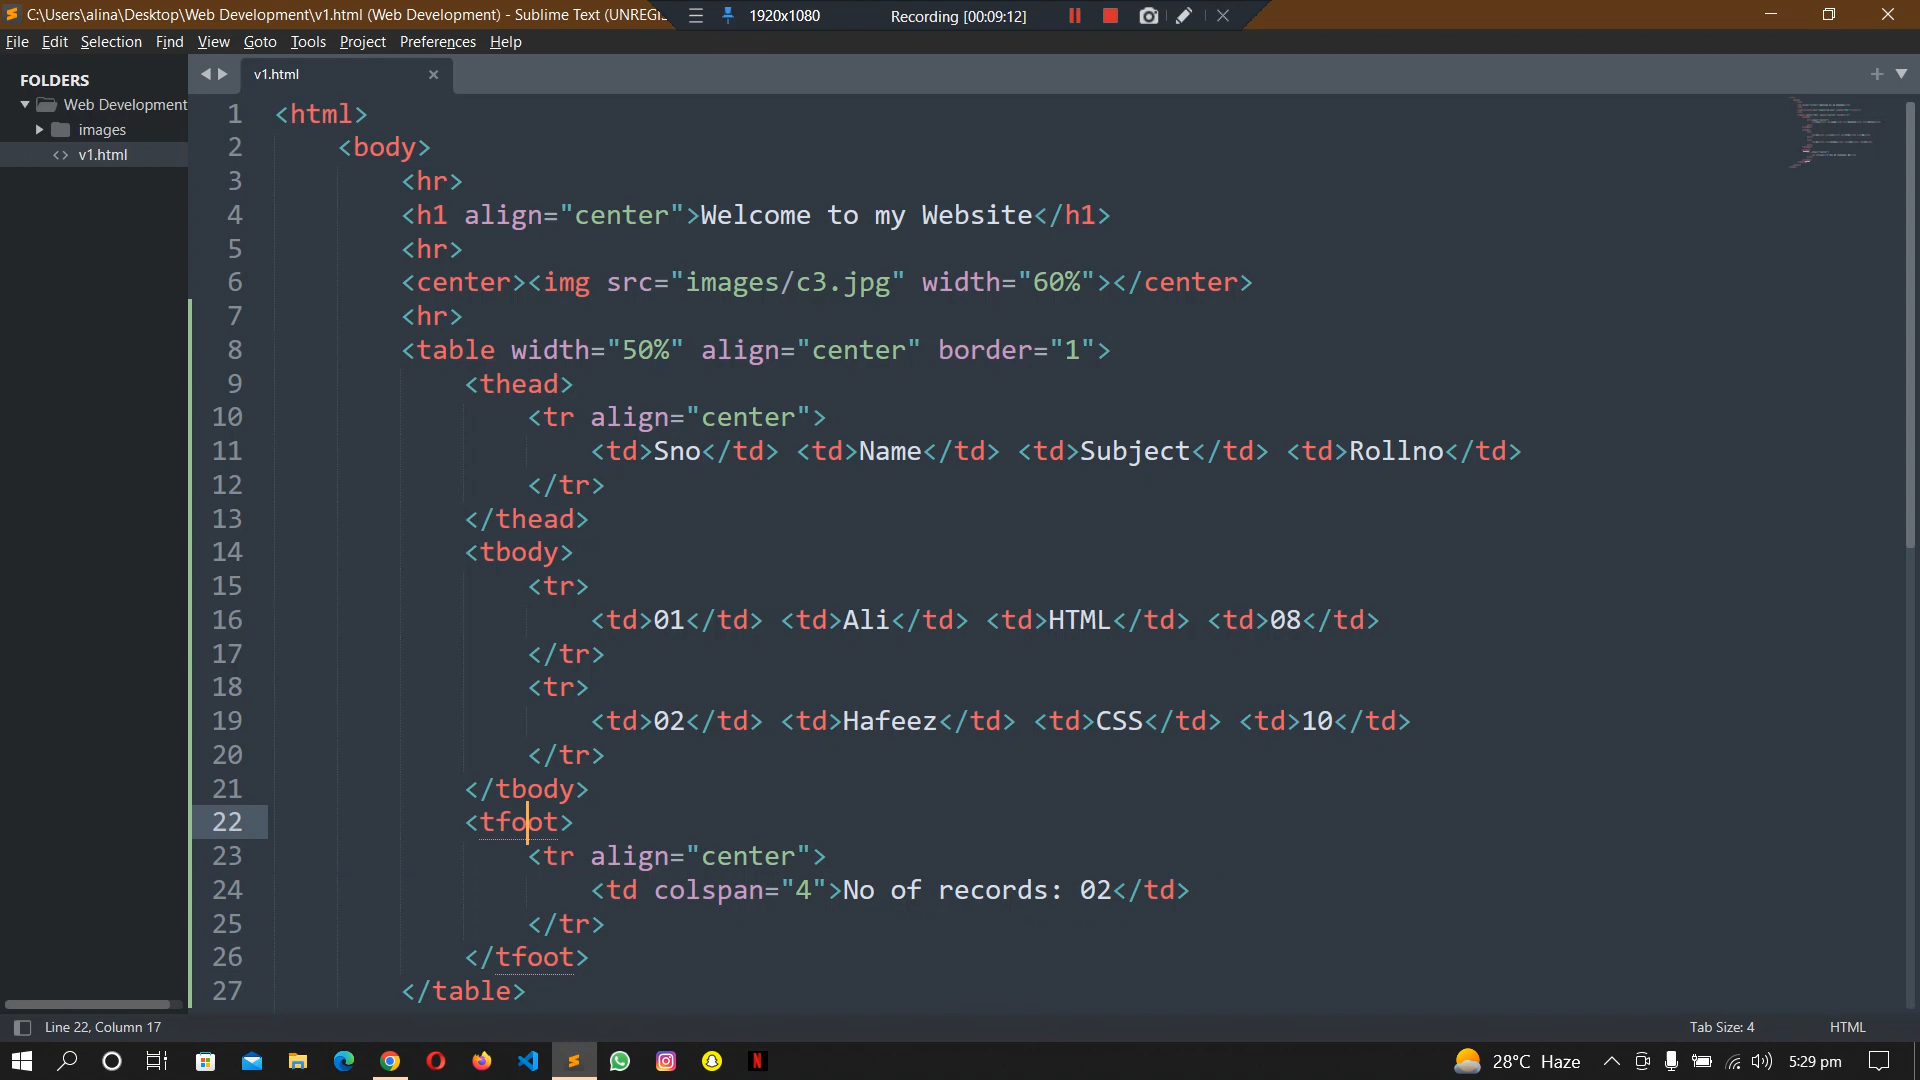 C:\Users\alina\Desktop\Web Development\v1.html (Web Development) - Sublime Text (UNREGIS
1920x1080
Recording [00:09:12]
File Edit Selection Find View Goto Tools Project Preferences Help
FOLDERS
Web Development
images
v1.html
v1.html
1 <html>
2 <body>
3 <hr>
4 <h1 align="center">Welcome to my Website</h1>
5 <hr>
6 <center><img src="images/c3.jpg" width="60%"></center>
7 <hr>
8 <table width="50%" align="center" border="1">
9 <thead>
10 <tr align="center">
11 <td>Sno</td> <td>Name</td> <td>Subject</td> <td>Rollno</td>
12 </tr>
13 </thead>
14 <tbody>
15 <tr>
16 <td>01</td> <td>Ali</td> <td>HTML</td> <td>08</td>
17 </tr>
18 <tr>
19 <td>02</td> <td>Hafeez</td> <td>CSS</td> <td>10</td>
20 </tr>
21 </tbody>
22 <tfoot>
23 <tr align="center">
24 <td colspan="4">No of records: 02</td>
25 </tr>
26 </tfoot>
27 </table>
Line 22, Column 17
Tab Size: 4
HTML
28°C Haze
5:29 pm